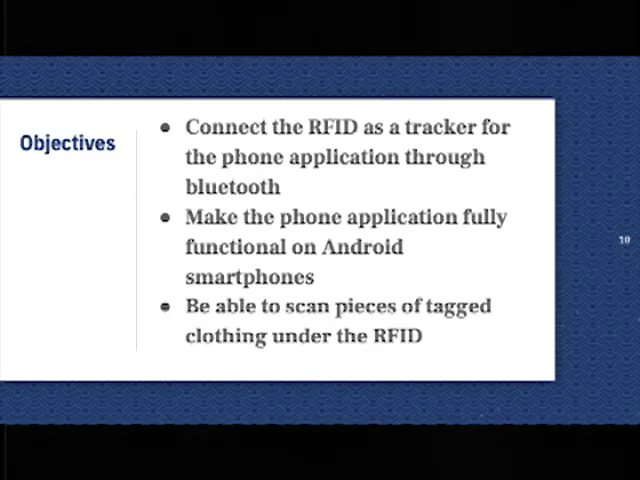 Objectives
● Connect the RFID as a tracker for
the phone application through
bluetooth
● Make the phone application fully
functional on Android
smartphones
● Be able to scan pieces of tagged
clothing under the RFID
10